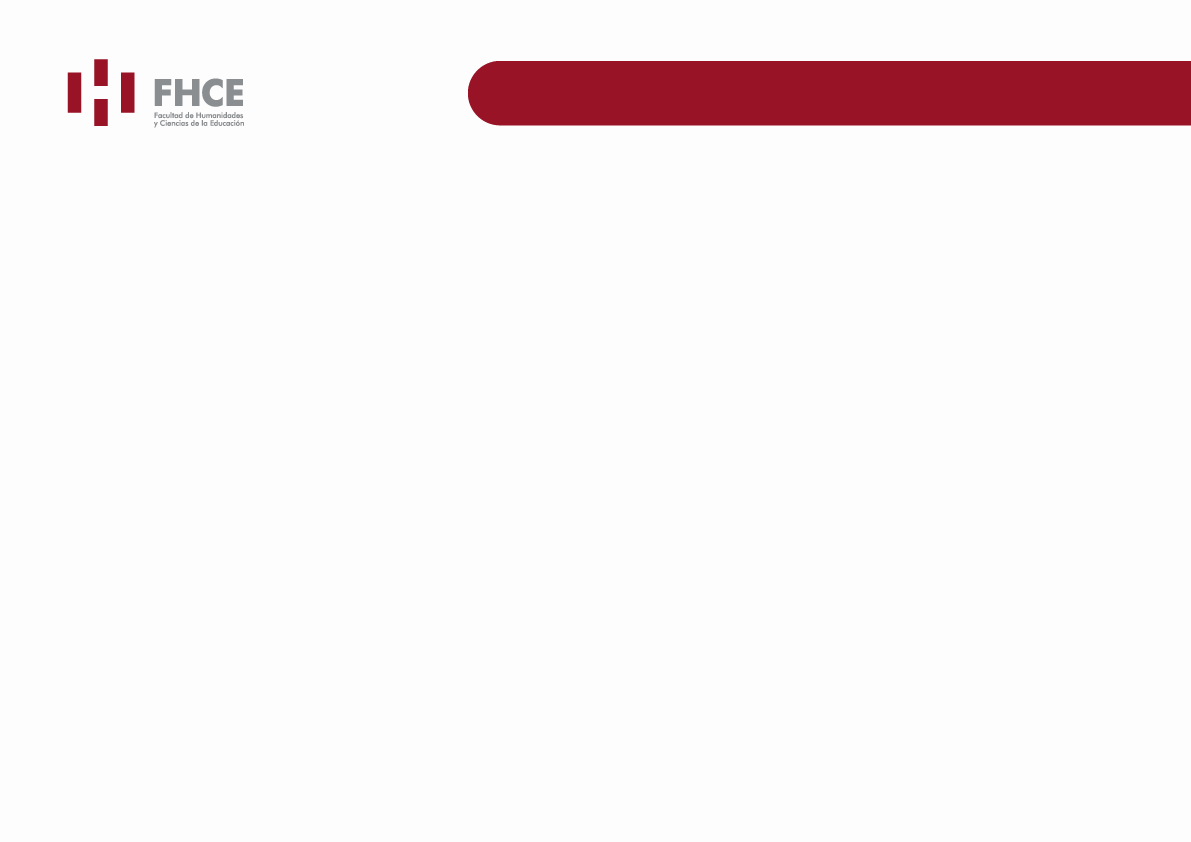 FHCE
Facultad de Humanidades
y Ciencias de la Educación